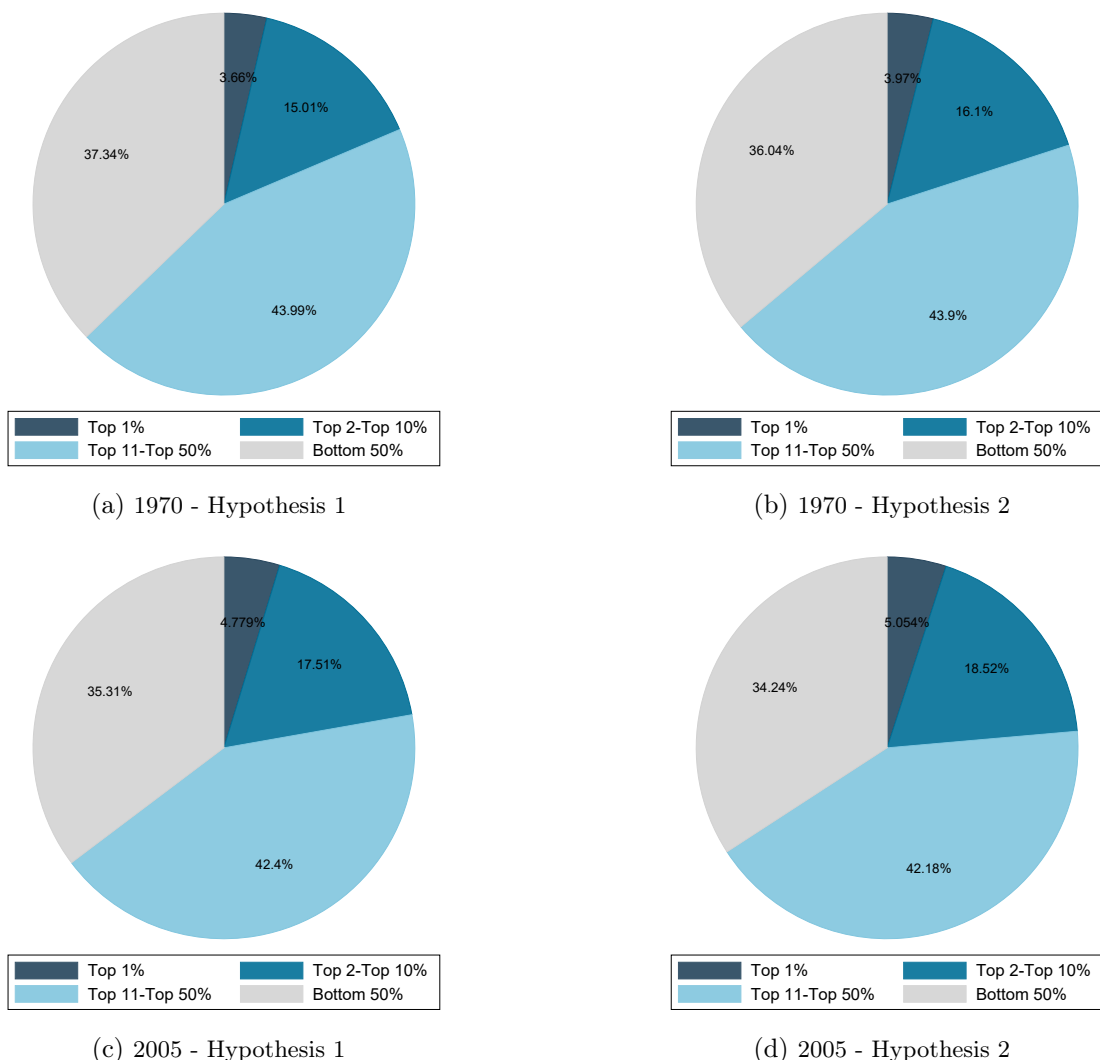 3.66%
15.01%
37.34%
43.99%
Top 1% Top 2-Top 10%
Top 11-Top 50% Bottom 50%
(a) 1970 - Hypothesis 1
3.97%
16.1%
36.04%
43.9%
Top 1% Top 2-Top 10%
Top 11-Top 50% Bottom 50%
(b) 1970 - Hypothesis 2
4.779%
17.51%
35.31%
42.4%
Top 1% Top 2-Top 10%
Top 11-Top 50% Bottom 50%
(c) 2005 - Hypothesis 1
5.054%
18.52%
34.24%
42.18%
Top 1% Top 2-Top 10%
Top 11-Top 50% Bottom 50%
(d) 2005 - Hypothesis 2